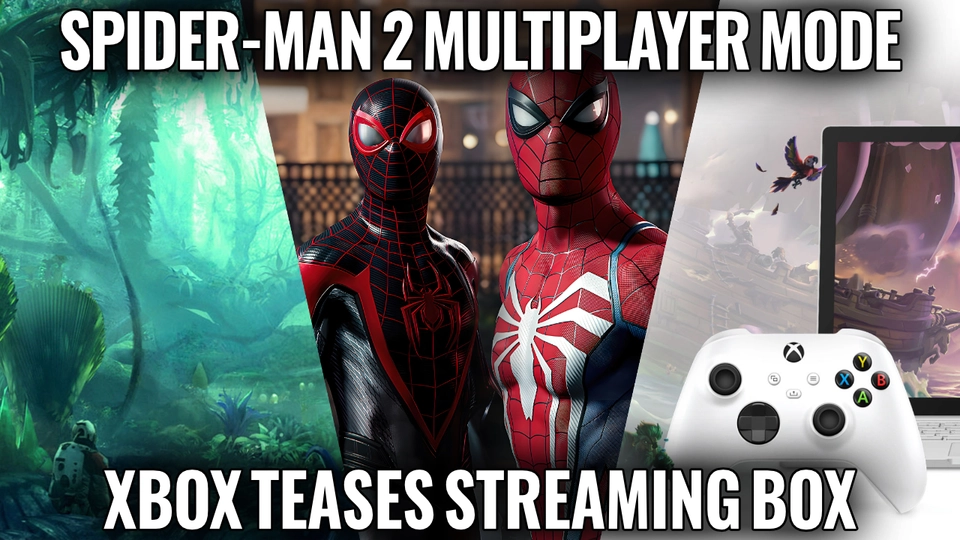 SPIDER-MAN 2 MULTIPLAYER MODE
Y
X B
A
XBOX TEASES STREAMING BOX